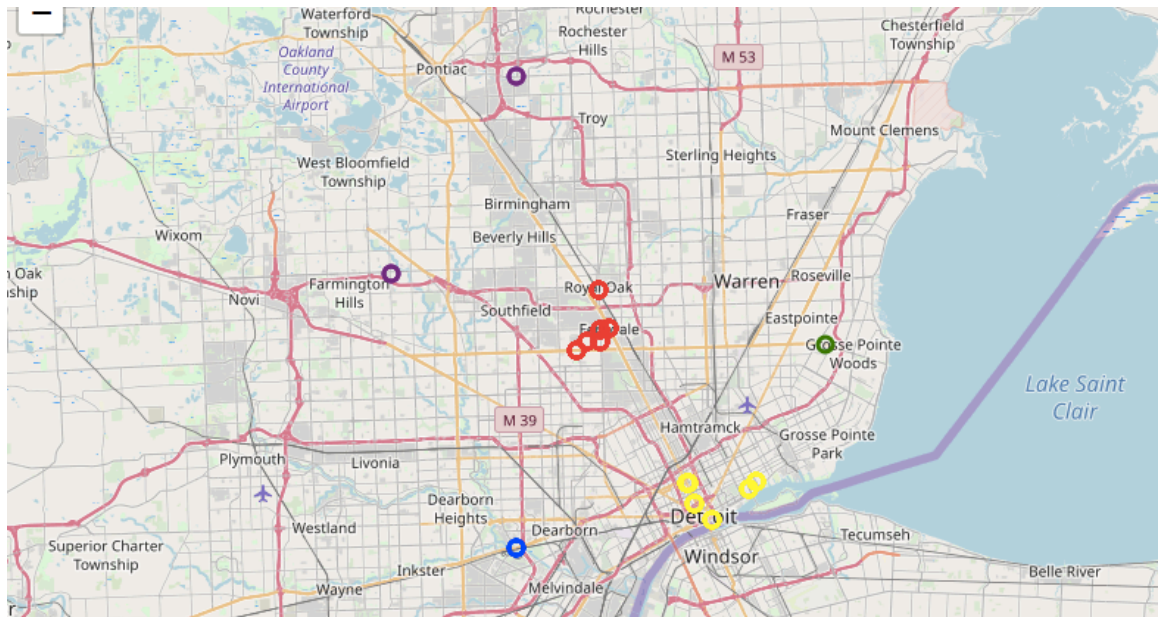 Rochester
Waterford
Township
Chesterfield
Township
Rochester
Hills
Oakland
County
International
Airport
M 53
Pontiac
Troy
Mount Clemens
West Bloomfield
Township
Sterling Heights
Birmingham
Fraser
Wixom
Beverly Hills
Oak
Farmington
Hills
Royal Oak
Warren
Roseville
Novi
Southfield
Eastpointe
Grosse Pointe
Woods
Lake Saint
Clair
M 39
Hamtramck
Grosse Pointe
Park
Plymouth
Livonia
Dearborn
Heights
Detroit
Westland
Dearborn
Tecumseh
Superior Charter
Township
Windsor
Inkster
Belle River
Wayne
Melvindale